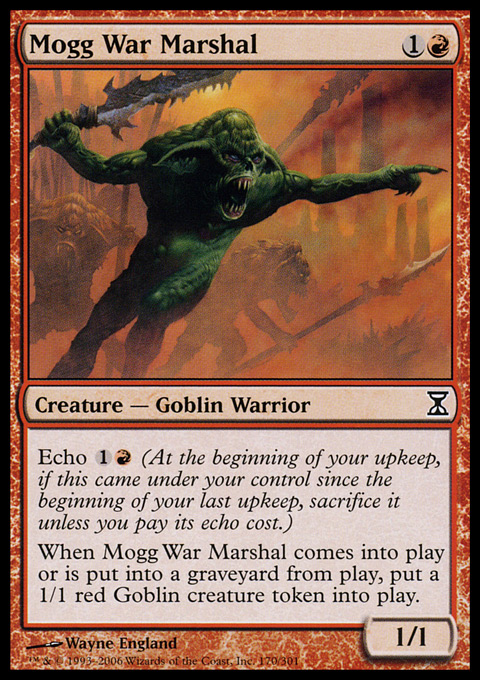 Mogg War Marshal 1
Creature — Goblin Warrior
Echo 1 (At the beginning of your upkeep,
if this came under your control since the
beginning of your last upkeep, sacrifice it
unless you pay its echo cost.)
When Mogg War Marshal comes into play
or is put into a graveyard from play, put a
1/1 red Goblin creature token into play.
Wayne England
1/1
™ & © 1993–2006 Wizards of the Coast, Inc. 170/301